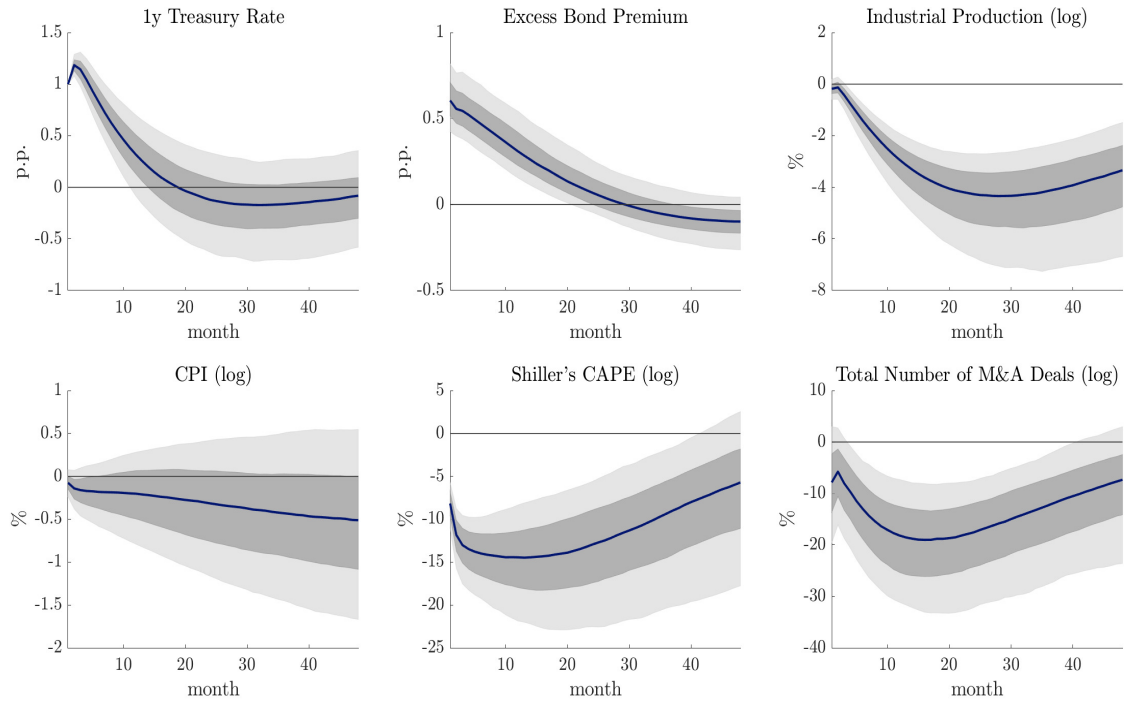 1y Treasury Rate
1.5
1
0.5
0
-0.5
-1
p.p.
10 20 30 40
month
Excess Bond Premium
1
0.5
0
-0.5
p.p.
10 20 30 40
month
Industrial Production (log)
2
0
-2
-4
-6
-8
%
10 20 30 40
month
CPI (log)
1
0.5
0
-0.5
-1
-1.5
-2
%
10 20 30 40
month
Shiller's CAPE (log)
5
0
-5
-10
-15
-20
-25
%
10 20 30 40
month
Total Number of M&A Deals (log)
10
0
-10
-20
-30
-40
%
10 20 30 40
month